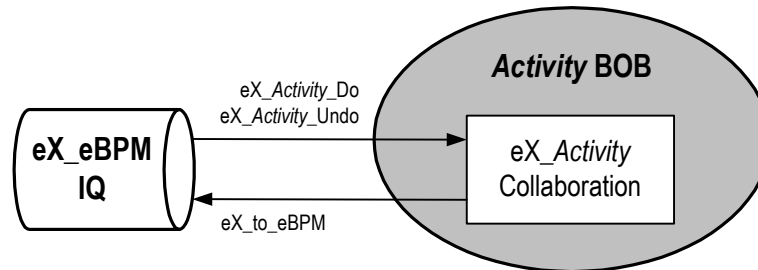 Activity BOB
eX_Activity_Do
eX_Activity_Undo
eX_eBPM
IQ
eX_Activity
Collaboration
eX_to_eBPM